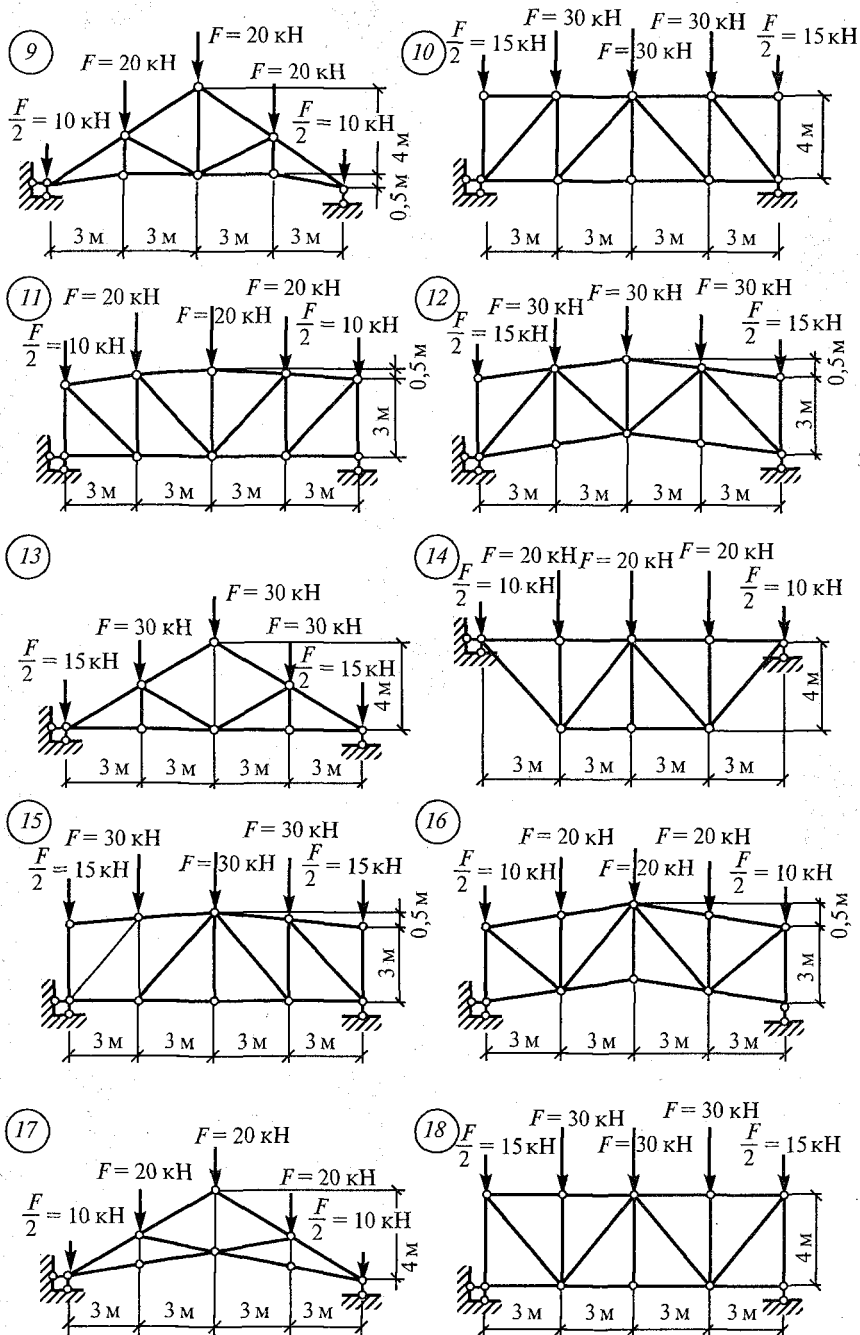 9
F = 20 кН
F = 20 кН
F = 20 кН
F/2 = 10 кН
F/2 = 10 кН
4 м
0,5 м
3 м 3 м 3 м 3 м
10
F = 30 кН F = 30 кН
F/2 = 15 кН
F = 30 кН
F/2 = 15 кН
4 м
3 м 3 м 3 м 3 м
11
F = 20 кН F = 20 кН
F = 20 кН
F/2 = 10 кН
F/2 = 10 кН
0,5 м
3 м
3 м 3 м 3 м 3 м
12
F = 30 кН F = 30 кН F = 30 кН
F/2 = 15 кН
F/2 = 15 кН
0,5 м
3 м
3 м 3 м 3 м 3 м
13
F = 30 кН
F = 30 кН F = 30 кН
F/2 = 15 кН
F/2 = 15 кН
4 м
3 м 3 м 3 м 3 м
14
F = 20 кН F = 20 кН F = 20 кН
F/2 = 10 кН
F/2 = 10 кН
4 м
3 м 3 м 3 м 3 м
15
F = 30 кН F = 30 кН
F/2 = 15 кН
F = 30 кН
F/2 = 15 кН
0,5 м
3 м
3 м 3 м 3 м 3 м
16
F = 20 кН F = 20 кН
F/2 = 10 кН
F = 20 кН
F/2 = 10 кН
0,5 м
3 м
3 м 3 м 3 м 3 м
17
F = 20 кН
F = 20 кН
F = 20 кН
F/2 = 10 кН
F/2 = 10 кН
4 м
3 м 3 м 3 м 3 м
18
F = 30 кН F = 30 кН
F/2 = 15 кН
F = 30 кН
F/2 = 15 кН
4 м
3 м 3 м 3 м 3 м